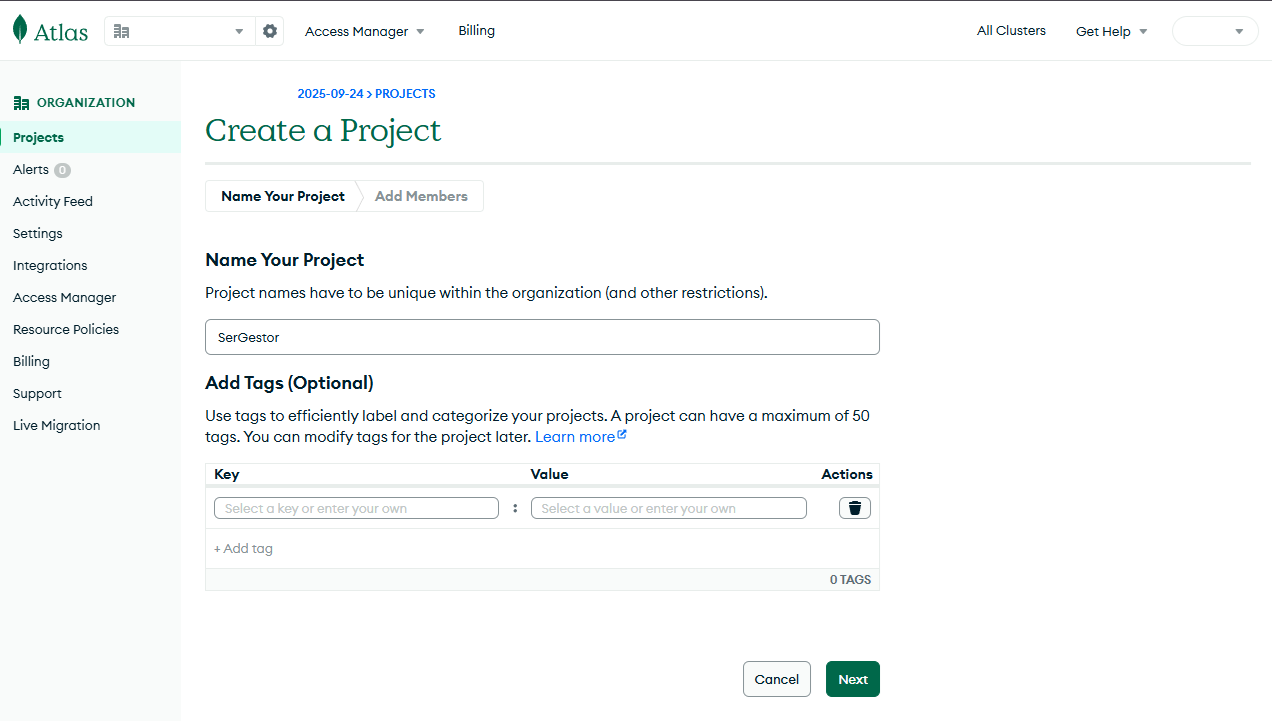 Atlas
Access Manager
Billing
All Clusters
Get Help
ORGANIZATION
Projects
Alerts 0
Activity Feed
Settings
Integrations
Access Manager
Resource Policies
Billing
Support
Live Migration
2025-09-24 > PROJECTS
Create a Project
Name Your Project
Add Members
Name Your Project
Project names have to be unique within the organization (and other restrictions).
SerGestor
Add Tags (Optional)
Use tags to efficiently label and categorize your projects. A project can have a maximum of 50
tags. You can modify tags for the project later. Learn more
Key Value Actions
Select a key or enter your own : Select a value or enter your own
+ Add tag
0 TAGS
Cancel
Next